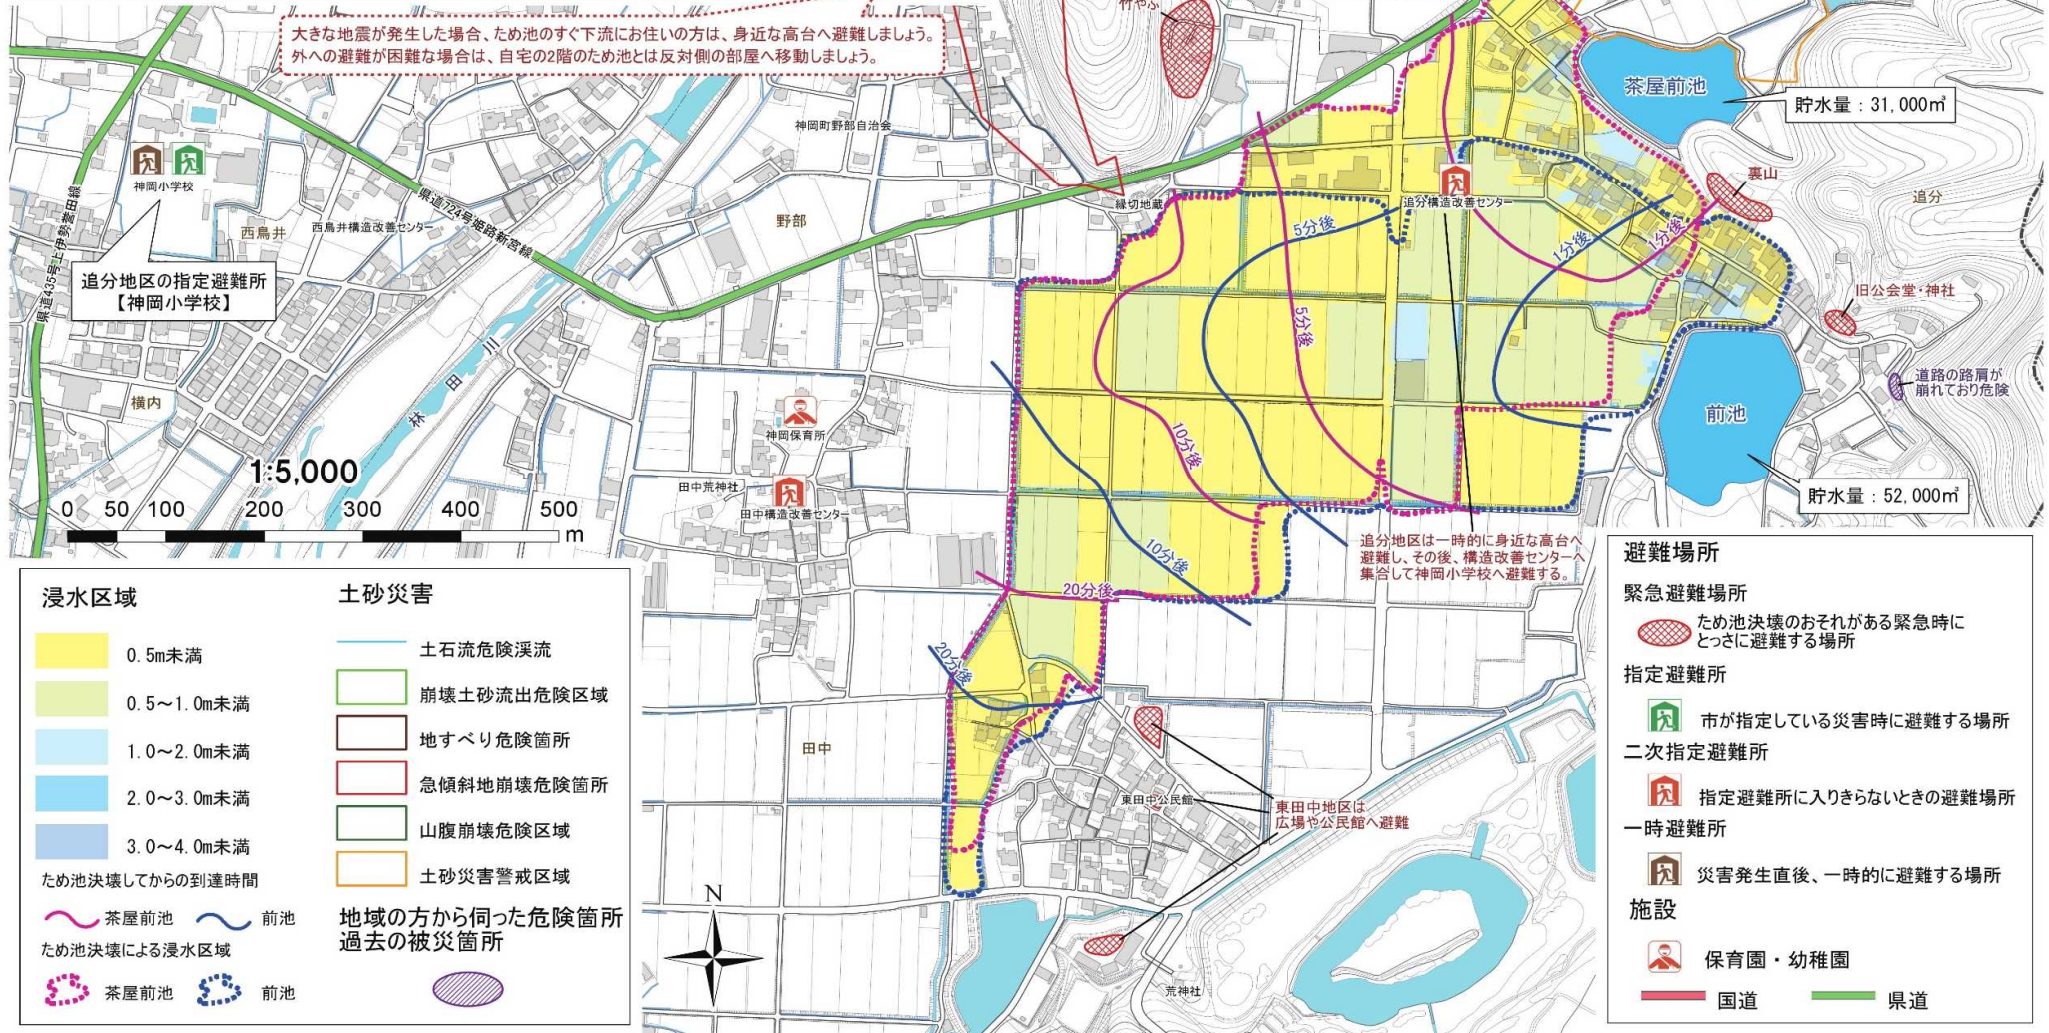 竹やぶ
大きな地震が発生した場合、ため池のすぐ下流にお住いの方は、身近な高台へ避難しましょう。
外への避難が困難な場合は、自宅の2階のため池とは反対側の部屋へ移動しましょう。
茶屋前池
貯水量：31,000㎥
神岡町野部自治会
神岡小学校
県道435号上伊勢誉田線
県道724号姫路新宮線
西鳥井
西鳥井構造改善センター
野部
縁切地蔵
追分構造改善センター
裏山
追分
5分後
1分後
1分後
追分地区の指定避難所
【神岡小学校】
旧公会堂・神社
5分後
林田川
道路の路肩が
崩れており危険
横内
前池
神岡保育所
10分後
1:5,000
0 50 100 200 300 400 500
m
田中荒神社
田中構造改善センター
貯水量：52,000㎥
追分地区は一時的に身近な高台へ
避難し、その後、構造改善センターへ
集合して神岡小学校へ避難する。
10分後
20分後
20分後
田中
東田中公民館
東田中地区は
広場や公民館へ避難
荒神社
N
浸水区域
0.5m未満
0.5～1.0m未満
1.0～2.0m未満
2.0～3.0m未満
3.0～4.0m未満
ため池決壊してからの到達時間
茶屋前池 前池
ため池決壊による浸水区域
茶屋前池 前池
土砂災害
土石流危険渓流
崩壊土砂流出危険区域
地すべり危険箇所
急傾斜地崩壊危険箇所
山腹崩壊危険区域
土砂災害警戒区域
地域の方から伺った危険箇所
過去の被災箇所
避難場所
緊急避難場所
ため池決壊のおそれがある緊急時に
とっさに避難する場所
指定避難所
市が指定している災害時に避難する場所
二次指定避難所
指定避難所に入りきらないときの避難場所
一時避難所
災害発生直後、一時的に避難する場所
施設
保育園・幼稚園
国道 県道